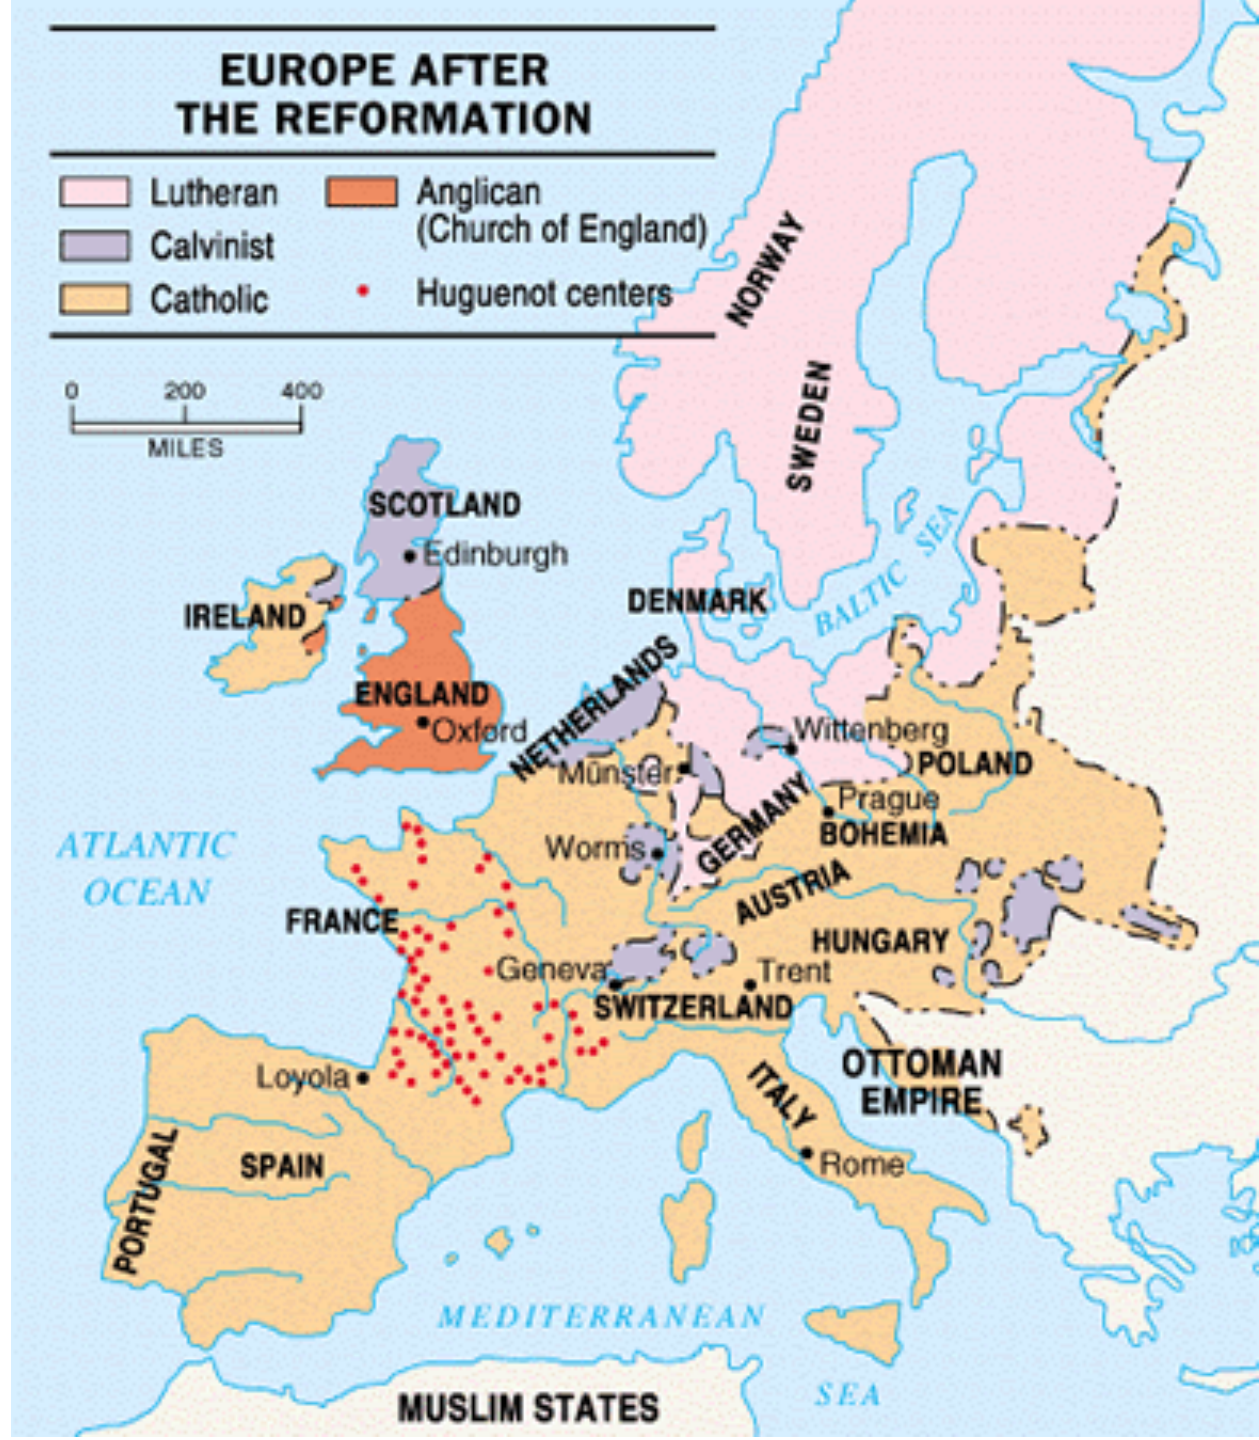 EUROPE AFTER
THE REFORMATION
Lutheran
Calvinist
Catholic
Anglican
(Church of England)
Huguenot centers
0 200 400
MILES
NORWAY
SWEDEN
SCOTLAND
Edinburgh
IRELAND
DENMARK
BALTIC SEA
ENGLAND
Oxford
NETHERLANDS
Wittenberg
Münster
POLAND
GERMANY
Prague
BOHEMIA
Worms
ATLANTIC
OCEAN
AUSTRIA
FRANCE
HUNGARY
Geneva
Trent
SWITZERLAND
Loyola
OTTOMAN
EMPIRE
ITALY
PORTUGAL
SPAIN
Rome
MEDITERRANEAN
SEA
MUSLIM STATES